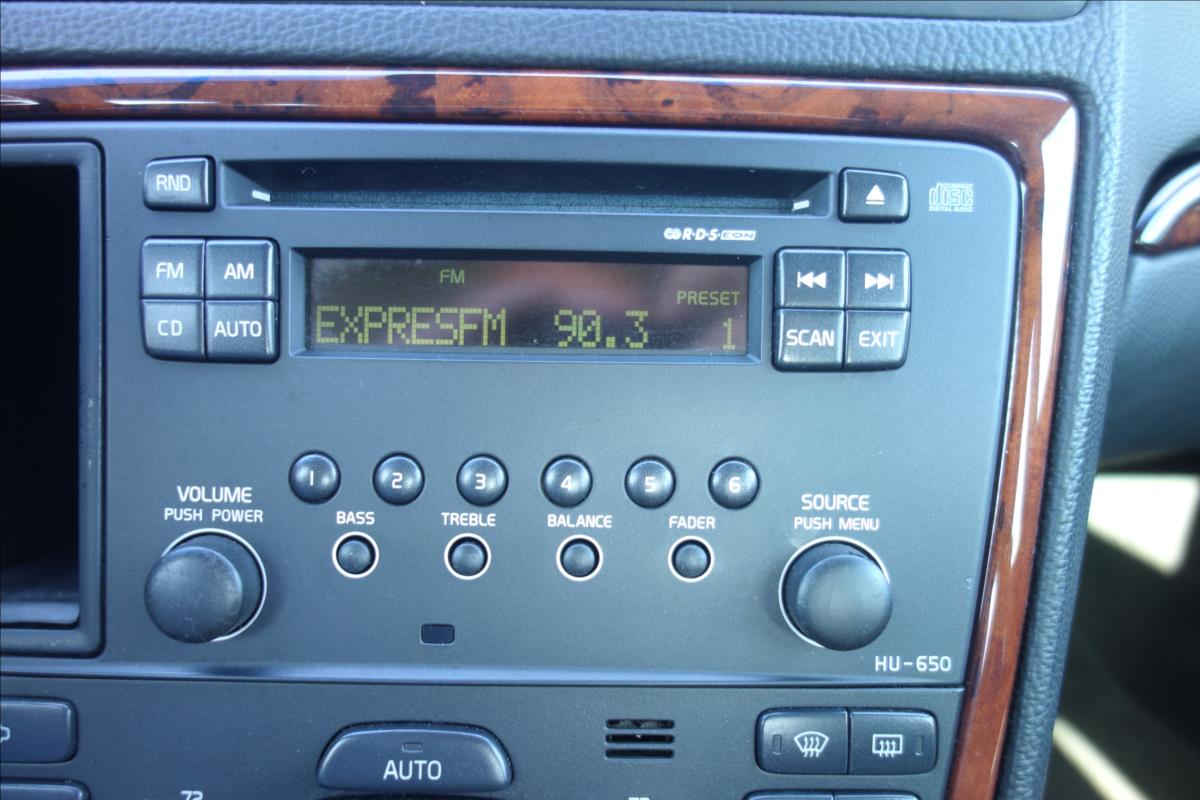 RND
COMPACT
disc
DIGITAL AUDIO
R·D·S·EON
FM AM
CD AUTO
FM
PRESET
EXPRESFM 90.3 1
SCAN EXIT
1 2 3 4 5 6
VOLUME
PUSH POWER
BASS TREBLE BALANCE FADER
SOURCE
PUSH MENU
HU-650
AUTO